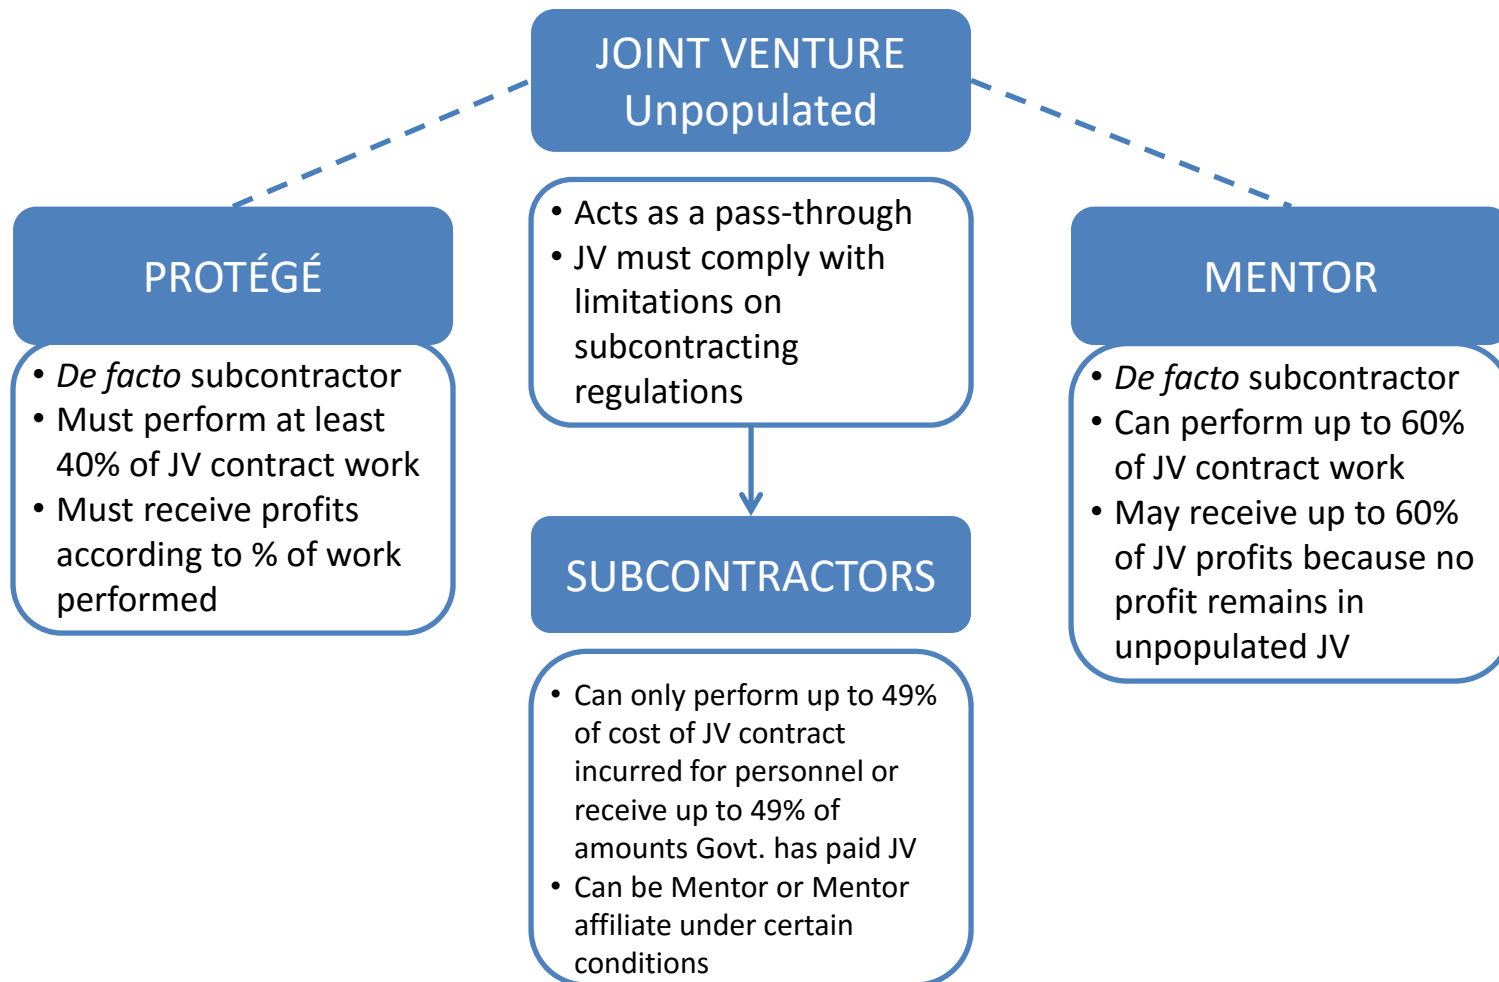 JOINT VENTURE
Unpopulated
• Acts as a pass-through
• JV must comply with
limitations on
subcontracting
regulations
PROTÉGÉ
• De facto subcontractor
• Must perform at least
40% of JV contract work
• Must receive profits
according to % of work
performed
MENTOR
• De facto subcontractor
• Can perform up to 60%
of JV contract work
• May receive up to 60%
of JV profits because no
profit remains in
unpopulated JV
SUBCONTRACTORS
• Can only perform up to 49%
of cost of JV contract
incurred for personnel or
receive up to 49% of
amounts Govt. has paid JV
• Can be Mentor or Mentor
affiliate under certain
conditions